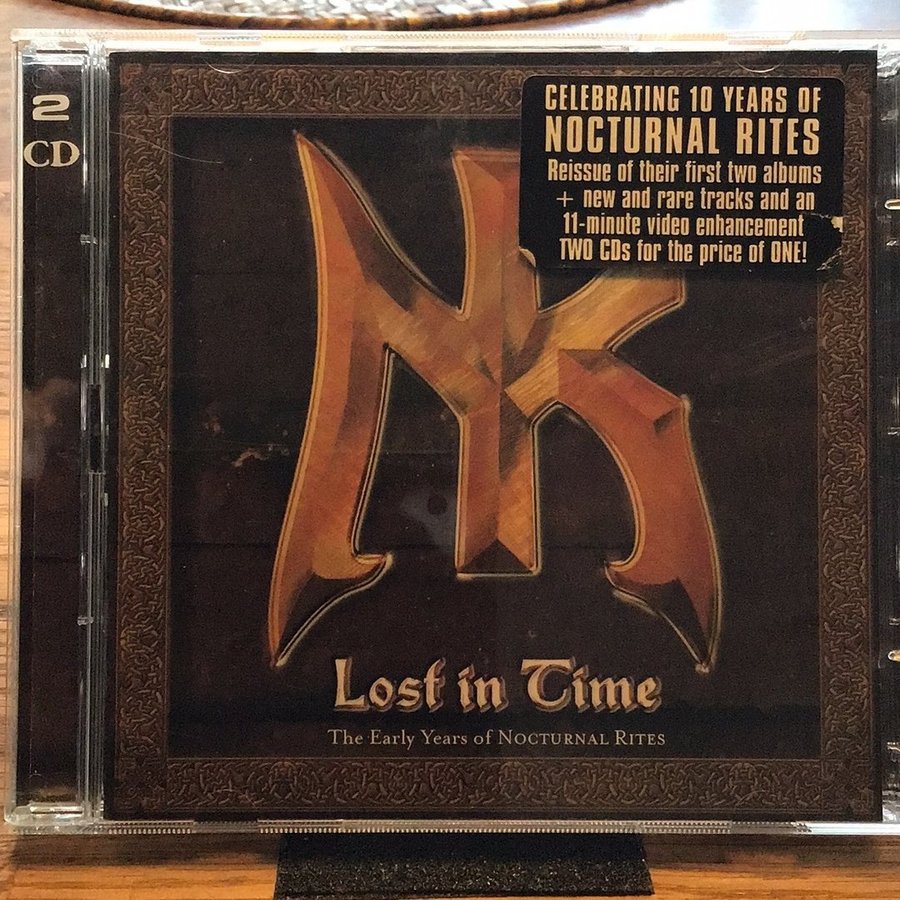 2
CD
CELEBRATING 10 YEARS OF
NOCTURNAL RITES
Reissue of their first two albums
+ new and rare tracks and an
11-minute video enhancement
TWO CDs for the price of ONE!
NR
Lost in Time
The Early Years of NOCTURNAL RITES